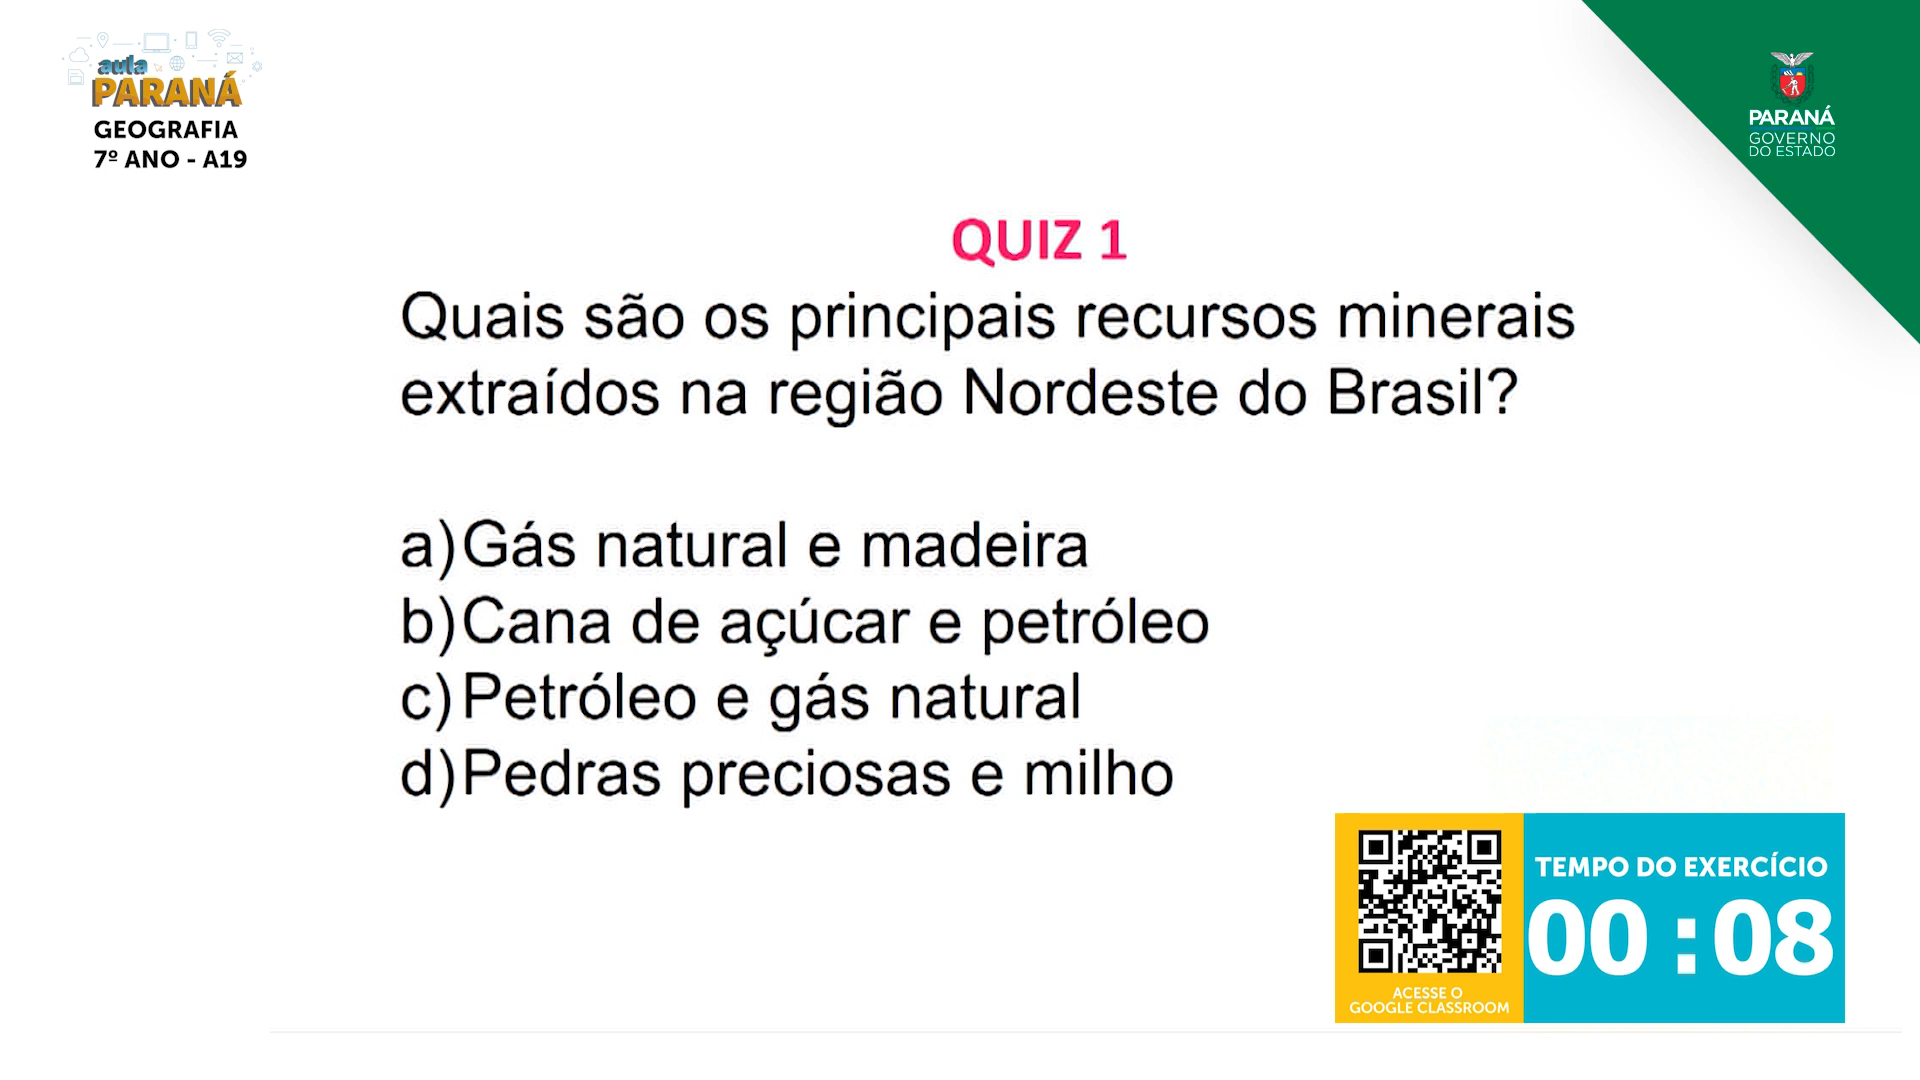 aula
PARANÁ
GEOGRAFIA
7º ANO - A19
PARANÁ
GOVERNO
DO ESTADO
QUIZ 1
Quais são os principais recursos minerais
extraídos na região Nordeste do Brasil?
a) Gás natural e madeira
b) Cana de açúcar e petróleo
c) Petróleo e gás natural
d) Pedras preciosas e milho
ACESSE O
GOOGLE CLASSROOM
TEMPO DO EXERCÍCIO
00 : 08